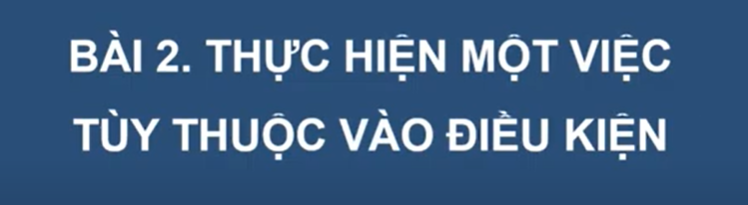 BÀI 2. THỰC HIỆN MỘT VIỆC
TÙY THUỘC VÀO ĐIỀU KIỆN